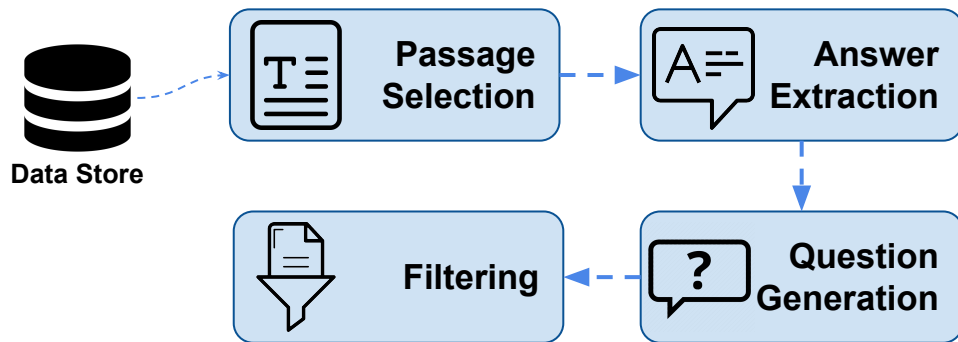 Data Store
T
Passage
Selection
A
Answer
Extraction
?
Question
Generation
Filtering